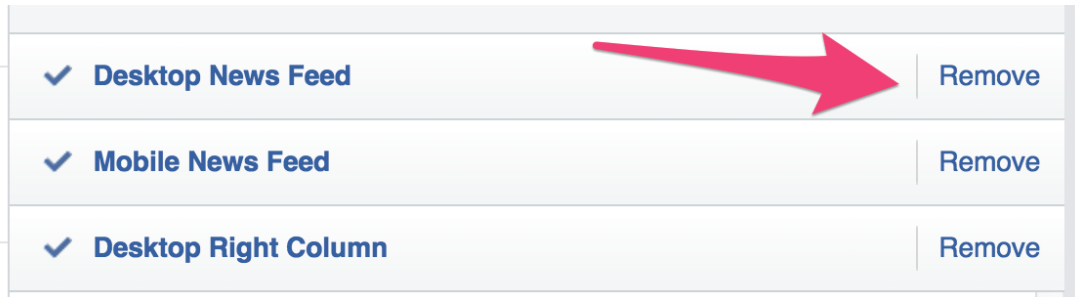 Desktop News Feed Remove
Mobile News Feed Remove
Desktop Right Column Remove